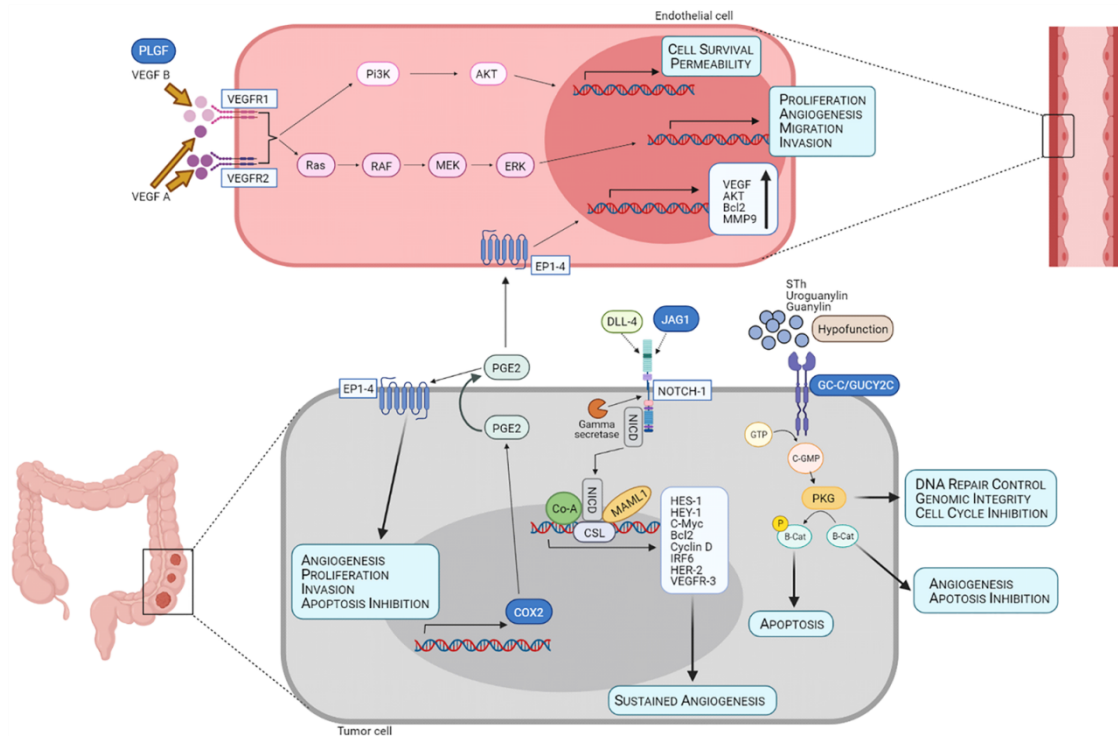 Endothelial cell
PLGF
VEGF B
VEGFR1
VEGFR2
VEGF A
Pi3K
AKT
Ras
RAF
MEK
ERK
CELL SURVIVAL
PERMEABILITY
PROLIFERATION
ANGIOGENESIS
MIGRATION
INVASION
VEGF
AKT
Bcl2
MMP9
EP1-4
STh
Uroguanylin
Guanylin
Hypofunction
DLL-4
JAG1
PGE2
EP1-4
NOTCH-1
GC-C/GUCY2C
Gamma
secretase
NICD
PGE2
GTP
C-GMP
PKG
DNA REPAIR CONTROL
GENOMIC INTEGRITY
CELL CYCLE INHIBITION
NICD
Co-A
MAML1
CSL
HES-1
HEY-1
C-Myc
Bcl2
Cyclin D
IRF6
HER-2
VEGFR-3
P
B-Cat
B-Cat
ANGIOGENESIS
PROLIFERATION
INVASION
APOPTOSIS INHIBITION
COX2
ANGIOGENESIS
APOTOSIS INHIBITION
APOPTOSIS
SUSTAINED ANGIOGENESIS
Tumor cell